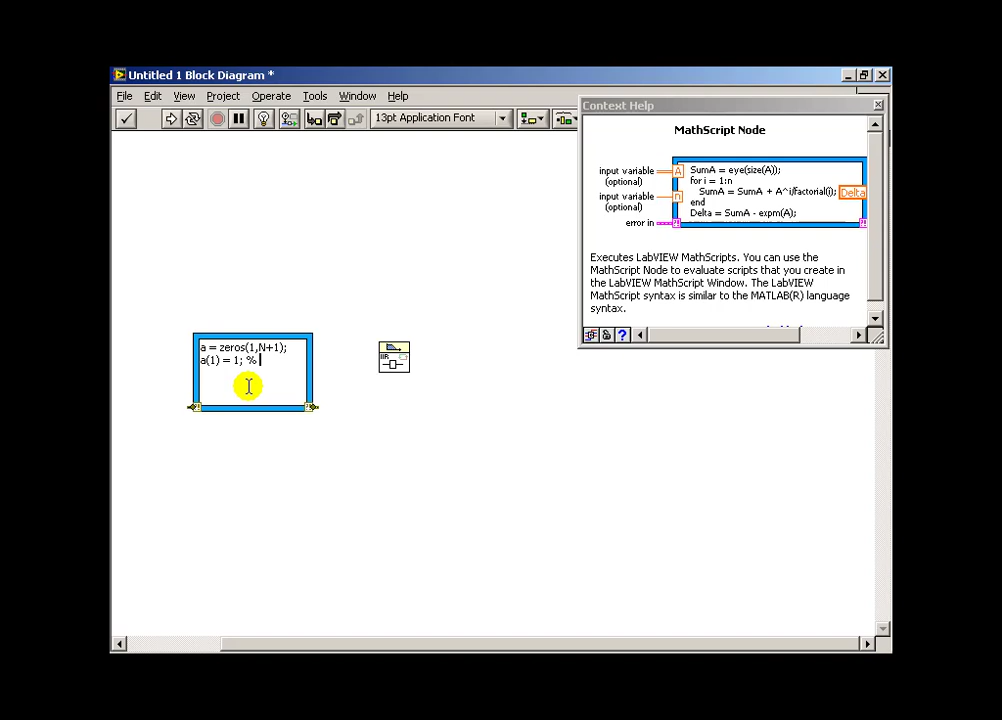 Untitled 1 Block Diagram *
File Edit View Project Operate Tools Window Help
13pt Application Font
Context Help
MathScript Node
input variable
(optional)
input variable
(optional)
error in
A
n
SumA = eye(size(A));
for i = 1:n
SumA = SumA + A^i/factorial(i);
end
Delta = SumA - expm(A);
Delta
Executes LabVIEW MathScripts. You can use the
MathScript Node to evaluate scripts that you create in
the LabVIEW MathScript Window. The LabVIEW
MathScript syntax is similar to the MATLAB(R) language
syntax.
?
a = zeros(1,N+1);
a(1) = 1; %
IIR